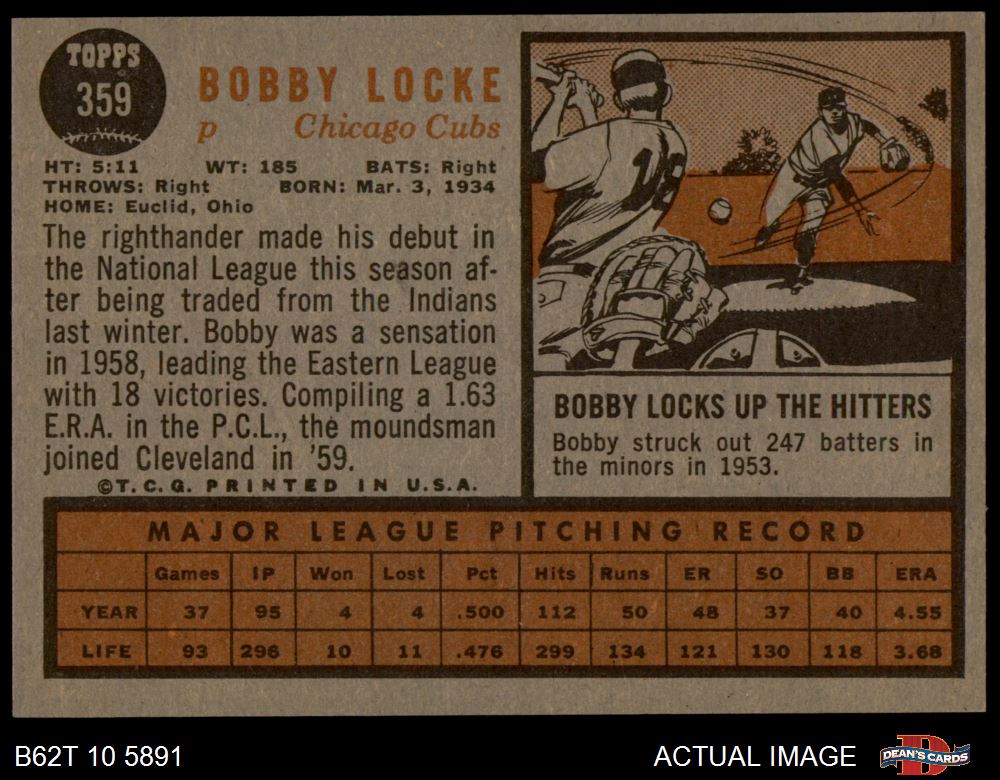 TOPPS
359
BOBBY LOCKE
p Chicago Cubs
HT: 5:11 WT: 185 BATS: Right
THROWS: Right BORN: Mar. 3, 1934
HOME: Euclid, Ohio
The righthander made his debut in
the National League this season af-
ter being traded from the Indians
last winter. Bobby was a sensation
in 1958, leading the Eastern League
with 18 victories. Compiling a 1.63
E.R.A. in the P.C.L., the moundsman
joined Cleveland in '59.
©T.C.G. PRINTED IN U.S.A.
18
BOBBY LOCKS UP THE HITTERS
Bobby struck out 247 batters in
the minors in 1953.
MAJOR LEAGUE PITCHING RECORD
Games IP Won Lost Pct Hits Runs ER SO BB ERA
YEAR 37 95 4 4 .500 112 50 48 37 40 4.55
LIFE 93 296 10 11 .476 299 134 121 130 118 3.68
B62T 10 5891 ACTUAL IMAGE
D
DEAN'S CARDS